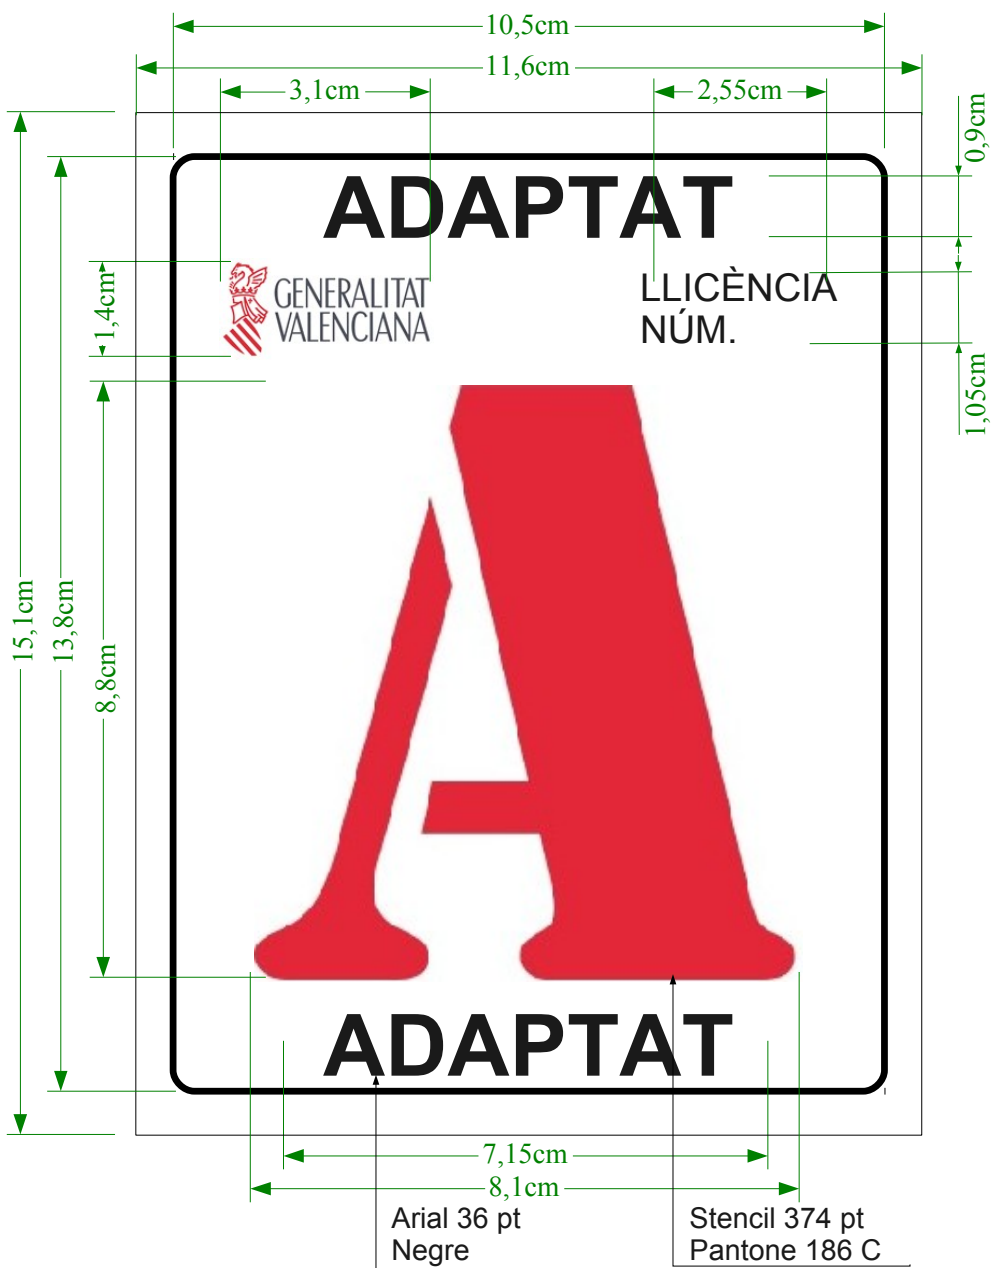 10,5cm
11,6cm
3,1cm
2,55cm
0,9cm
ADAPTAT
1,4cm
GENERALITAT
VALENCIANA
LLICÈNCIA
NÚM.
1,05cm
15,1cm
13,8cm
8,8cm
A
ADAPTAT
7,15cm
8,1cm
Arial 36 pt
Negre
Stencil 374 pt
Pantone 186 C